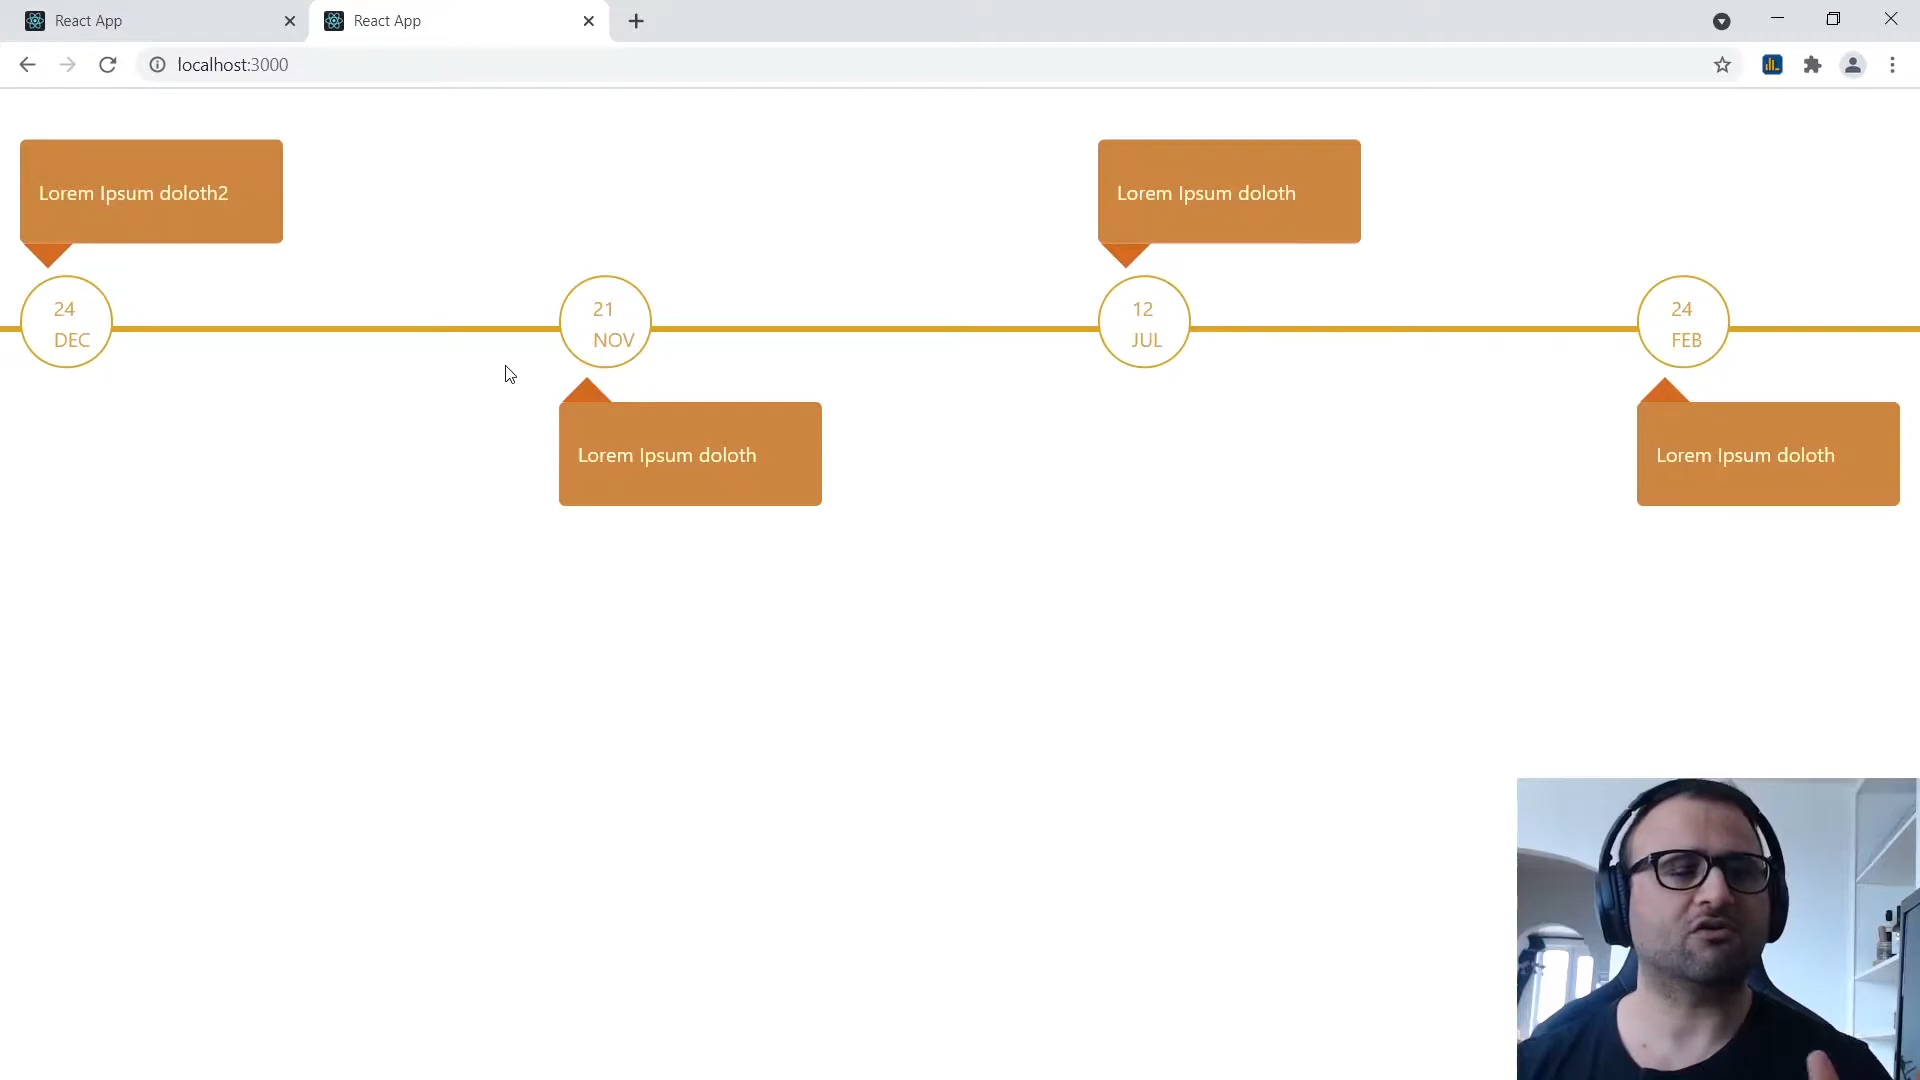 React App
React App
localhost:3000
Lorem Ipsum doloth2
Lorem Ipsum doloth
24
DEC
21
NOV
12
JUL
24
FEB
Lorem Ipsum doloth
Lorem Ipsum doloth